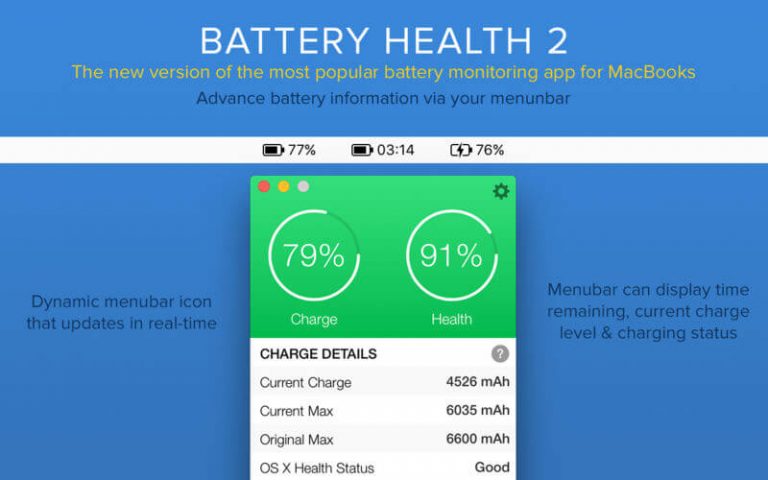 BATTERY HEALTH 2
The new version of the most popular battery monitoring app for MacBooks
Advance battery information via your menunbar
77%
03:14
76%
79%
91%
Charge
Health
Dynamic menubar icon
that updates in real-time
Menubar can display time
remaining, current charge
level & charging status
CHARGE DETAILS ?
Current Charge 4526 mAh
Current Max 6035 mAh
Original Max 6600 mAh
OS X Health Status Good